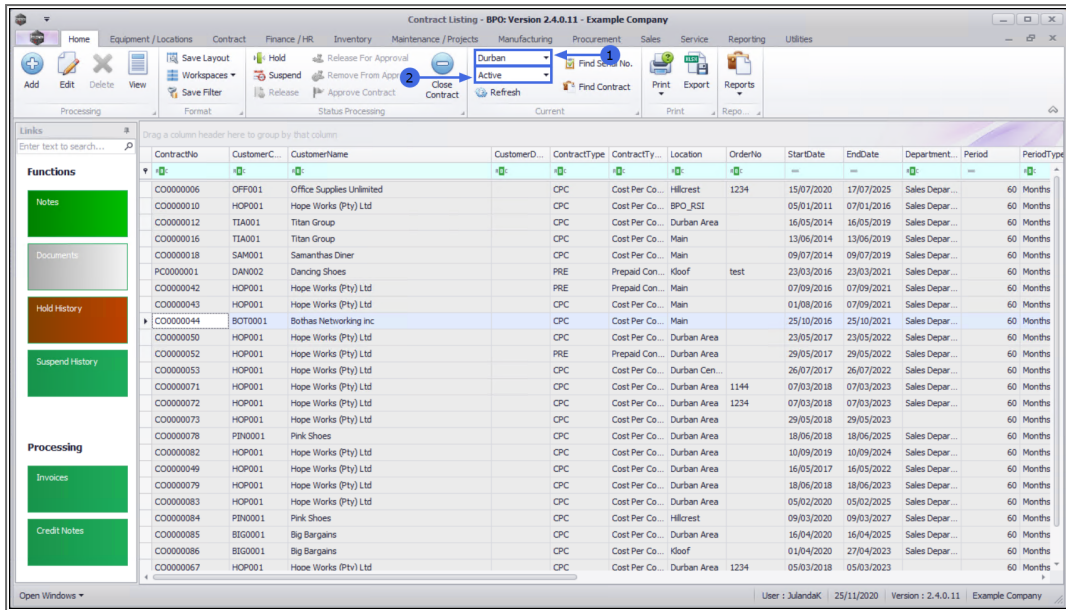 Contract Listing - BPO: Version 2.4.0.11 - Example Company
Home Equipment / Locations Contract Finance / HR Inventory Maintenance / Projects Manufacturing Procurement Sales Service Reporting Utilities
Add Edit Delete View
Processing
Save Layout
Workspaces
Save Filter
Format
Hold
Suspend
Release
Release For Approval
Remove From Appro
Approve Contract
Close Contract
Status Processing
2
Durban
Active
Refresh
1
Find No.
Find Contract
Current
Print Export
Print
Reports
Repo...
Links
Enter text to search...
Functions
Notes
Documents
Hold History
Suspend History
Processing
Invoices
Credit Notes
Drag a column header here to group by that column
ContractNo CustomerC... CustomerName CustomerD... ContractType ContractTy... Location OrderNo StartDate EndDate Department... Period PeriodType
CO0000006 OFF001 Office Supplies Unlimited CPC Cost Per Co... Hillcrest 1234 15/07/2020 17/07/2025 Sales Depar... 60 Months
CO0000010 HOP001 Hope Works (Pty) Ltd CPC Cost Per Co... BPO_RSI 05/01/2011 07/01/2016 Sales Depar... 60 Months
CO0000012 TIA001 Titan Group CPC Cost Per Co... Durban Area 16/05/2014 16/05/2019 Sales Depar... 60 Months
CO0000016 TIA001 Titan Group CPC Cost Per Co... Main 13/06/2014 13/06/2019 Sales Depar... 60 Months
CO0000018 SAM001 Samanthas Diner CPC Cost Per Co... Main 09/07/2014 09/07/2019 Sales Depar... 60 Months
PC0000001 DAN002 Dancing Shoes PRE Prepaid Con... Kloof test 23/03/2016 23/03/2021 Sales Depar... 60 Months
CO0000042 HOP001 Hope Works (Pty) Ltd PRE Prepaid Con... Main 07/09/2016 07/09/2021 Sales Depar... 60 Months
CO0000043 HOP001 Hope Works (Pty) Ltd CPC Cost Per Co... Main 01/08/2016 07/09/2021 Sales Depar... 60 Months
CO0000044 BOT0001 Bothas Networking inc CPC Cost Per Co... Main 25/10/2016 25/10/2021 Sales Depar... 60 Months
CO0000050 HOP001 Hope Works (Pty) Ltd CPC Cost Per Co... Durban Area 23/05/2017 23/05/2022 Sales Depar... 60 Months
CO0000052 HOP001 Hope Works (Pty) Ltd PRE Prepaid Con... Durban Area 29/05/2017 29/05/2022 Sales Depar... 60 Months
CO0000053 HOP001 Hope Works (Pty) Ltd CPC Cost Per Co... Durban Cen... 26/07/2017 26/07/2022 Sales Depar... 60 Months
CO0000071 HOP001 Hope Works (Pty) Ltd CPC Cost Per Co... Durban Area 1144 07/03/2018 07/03/2023 Sales Depar... 60 Months
CO0000072 HOP001 Hope Works (Pty) Ltd CPC Cost Per Co... Durban Area 1234 07/03/2018 07/03/2023 Sales Depar... 60 Months
CO0000073 HOP001 Hope Works (Pty) Ltd CPC Cost Per Co... Durban Area 29/05/2018 29/05/2023 60 Months
CO0000078 PIN0001 Pink Shoes CPC Cost Per Co... Durban Area 18/06/2018 18/06/2025 Sales Depar... 60 Months
CO0000082 HOP001 Hope Works (Pty) Ltd CPC Cost Per Co... Durban Area 10/09/2019 10/09/2024 Sales Depar... 60 Months
CO0000049 HOP001 Hope Works (Pty) Ltd CPC Cost Per Co... Durban Area 16/05/2017 16/05/2022 Sales Depar... 60 Months
CO0000079 HOP001 Hope Works (Pty) Ltd CPC Cost Per Co... Durban Area 18/06/2018 18/06/2023 Sales Depar... 60 Months
CO0000083 HOP001 Hope Works (Pty) Ltd CPC Cost Per Co... Durban Area 05/02/2020 05/02/2025 Sales Depar... 60 Months
CO0000084 PIN0001 Pink Shoes CPC Cost Per Co... Hillcrest 09/03/2020 09/03/2027 Sales Depar... 60 Months
CO0000085 BIG0001 Big Bargains CPC Cost Per Co... Durban Area 16/04/2020 16/04/2025 Sales Depar... 60 Months
CO0000086 BIG0001 Big Bargains CPC Cost Per Co... Kloof 01/04/2020 27/04/2023 Sales Depar... 60 Months
CO0000067 HOP001 Hope Works (Pty) Ltd CPC Cost Per Co... Durban Area 1234 05/03/2018 05/03/2023 60 Months
Open Windows
User : JulandaK 25/11/2020 Version : 2.4.0.11 Example Company